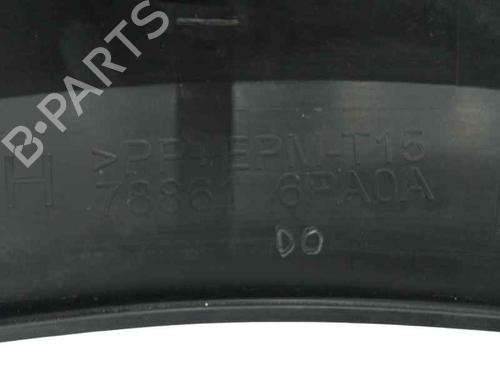 B-PARTS
H >PP+EPM-T15
78861 6PA0A
DO